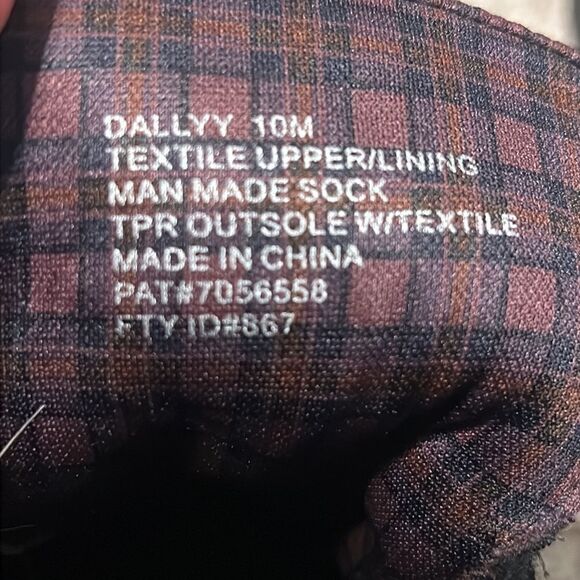 DALLYY 10M
TEXTILE UPPER/LINING
MAN MADE SOCK
TPR OUTSOLE W/TEXTILE
MADE IN CHINA
PAT#7056558
FTY ID#867